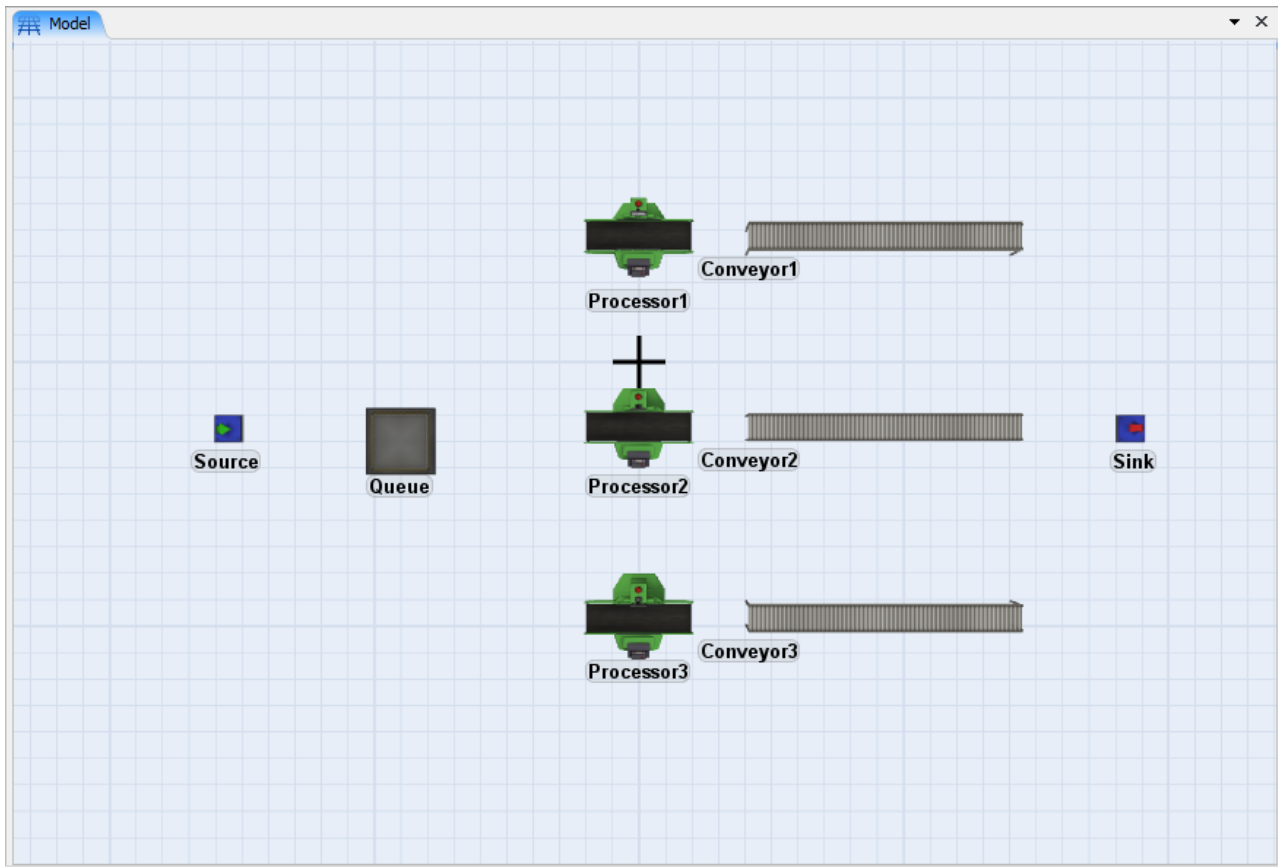 Model
Conveyor1
Processor1
Source
Queue
Conveyor2
Processor2
Sink
Conveyor3
Processor3